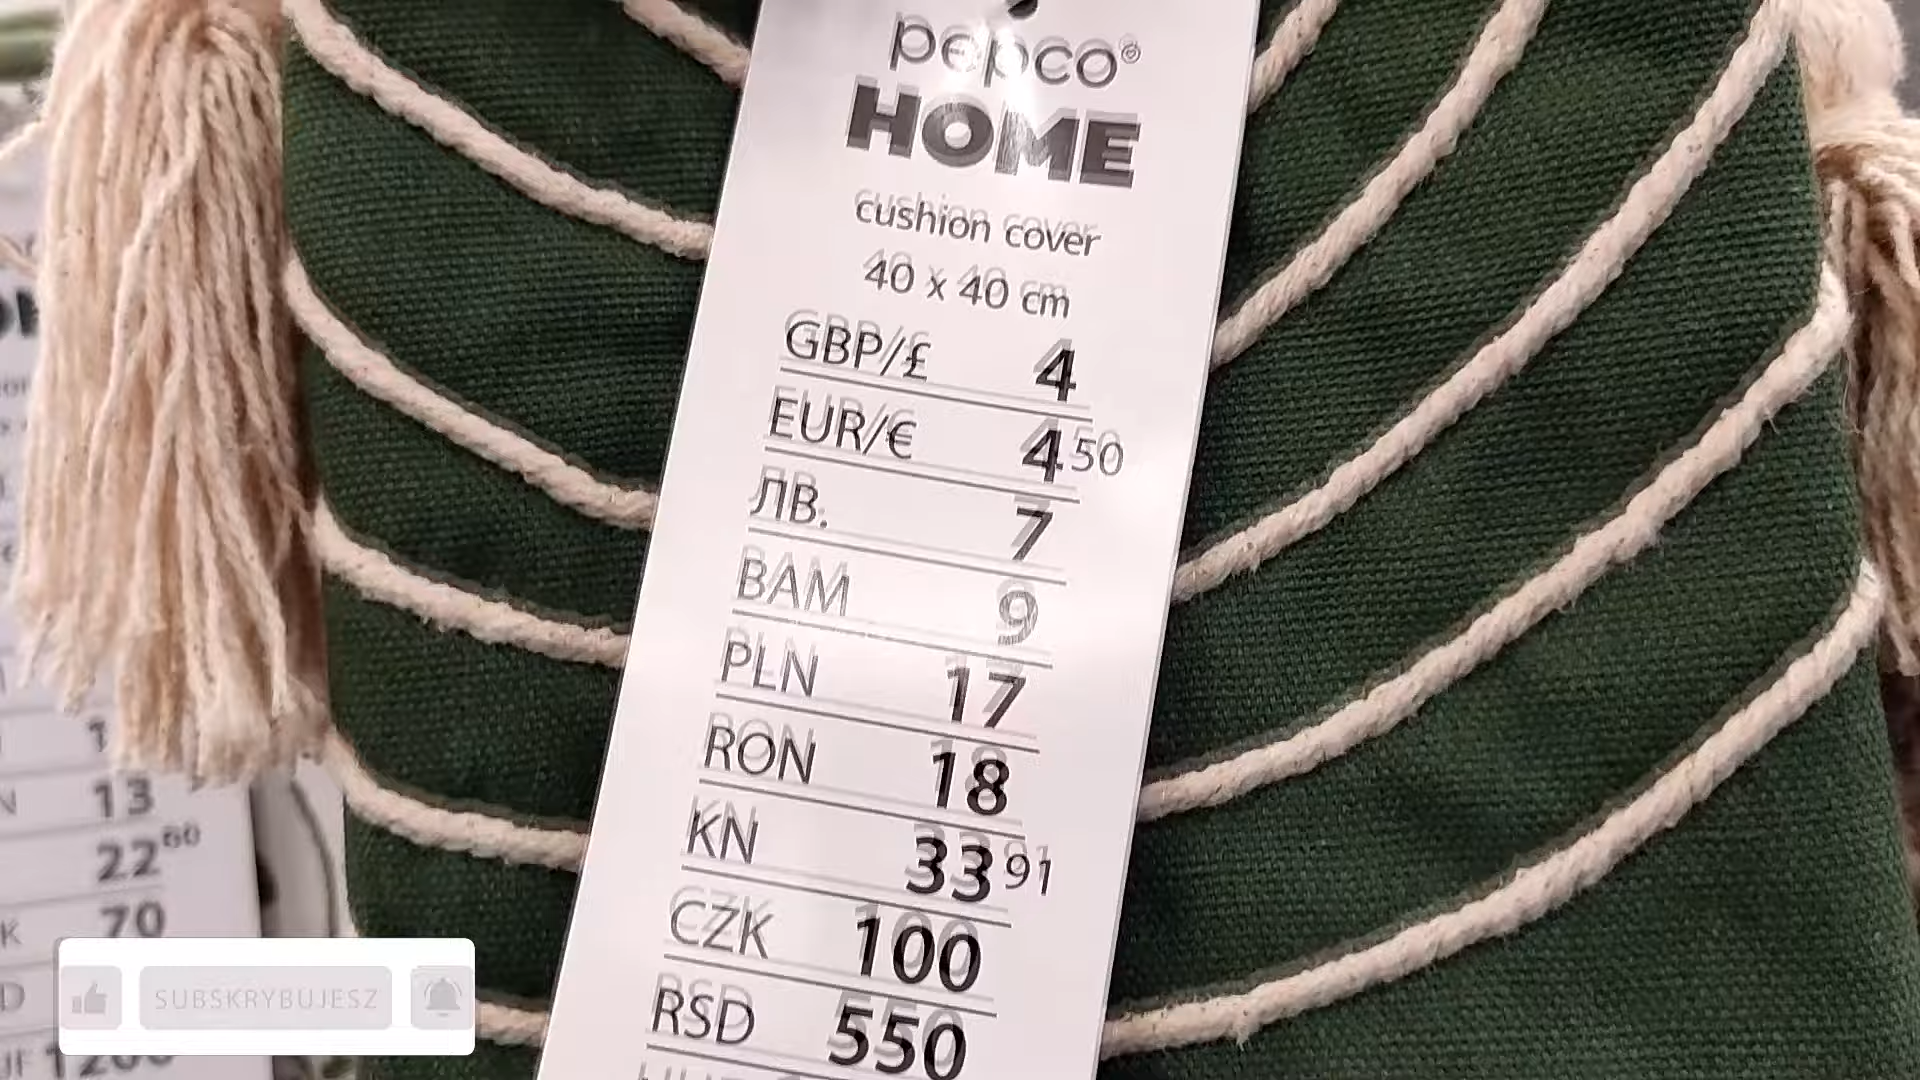 pepco®
HOME
cushion cover
40 x 40 cm
GBP/£ 4
EUR/€ 4.50
ЛВ. 7
BAM 9
PLN 17
RON 18
KN 33 91
CZK 100
RSD 550
13
22 60
70
SUBSKRYBUJESZ